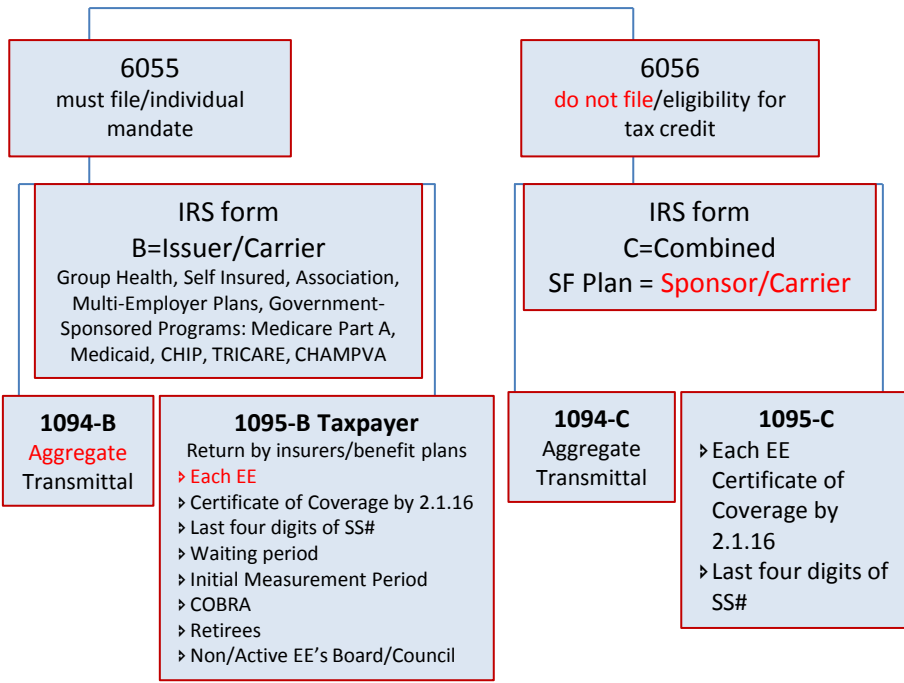 6055
must file/individual
mandate
6056
do not file/eligibility for
tax credit
IRS form
B=Issuer/Carrier
Group Health, Self Insured, Association,
Multi-Employer Plans, Government-
Sponsored Programs: Medicare Part A,
Medicaid, CHIP, TRICARE, CHAMPVA
IRS form
C=Combined
SF Plan = Sponsor/Carrier
1094-B
Aggregate
Transmittal
1095-B Taxpayer
Return by insurers/benefit plans
Each EE
Certificate of Coverage by 2.1.16
Last four digits of SS#
Waiting period
Initial Measurement Period
COBRA
Retirees
Non/Active EE's Board/Council
1094-C
Aggregate
Transmittal
1095-C
Each EE
Certificate of
Coverage by
2.1.16
Last four digits of
SS#